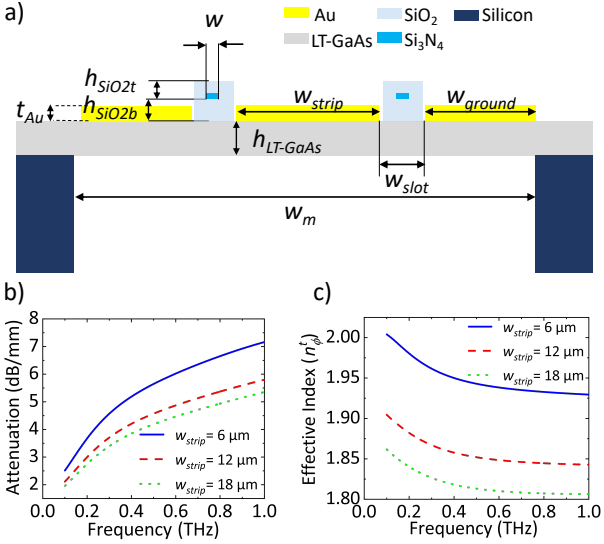 a)
Au
SiO2
Silicon
LT-GaAs
Si3N4
w
hSiO2t
hSiO2b
tAu
wstrip
wground
hLT-GaAs
wslot
wm
b)
7
6
5
4
3
2
Attenuation (dB/mm)
wstrip = 6 µm
wstrip = 12 µm
wstrip = 18 µm
0.0 0.2 0.4 0.6 0.8 1.0
Frequency (THz)
c)
2.00
1.95
1.90
1.85
1.80
Effective Index (n^t_ϕ)
wstrip = 6 µm
wstrip = 12 µm
wstrip = 18 µm
0.0 0.2 0.4 0.6 0.8 1.0
Frequency (THz)